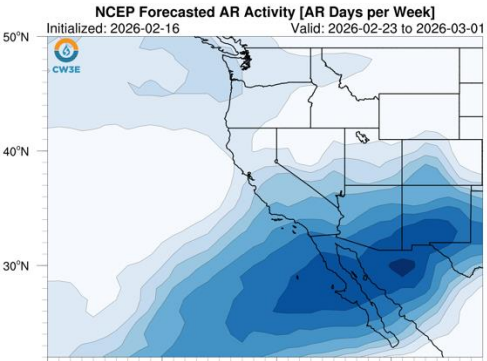 NCEP Forecasted AR Activity [AR Days per Week]
Initialized: 2026-02-16 Valid: 2026-02-23 to 2026-03-01
50°N
CW3E
40°N
30°N